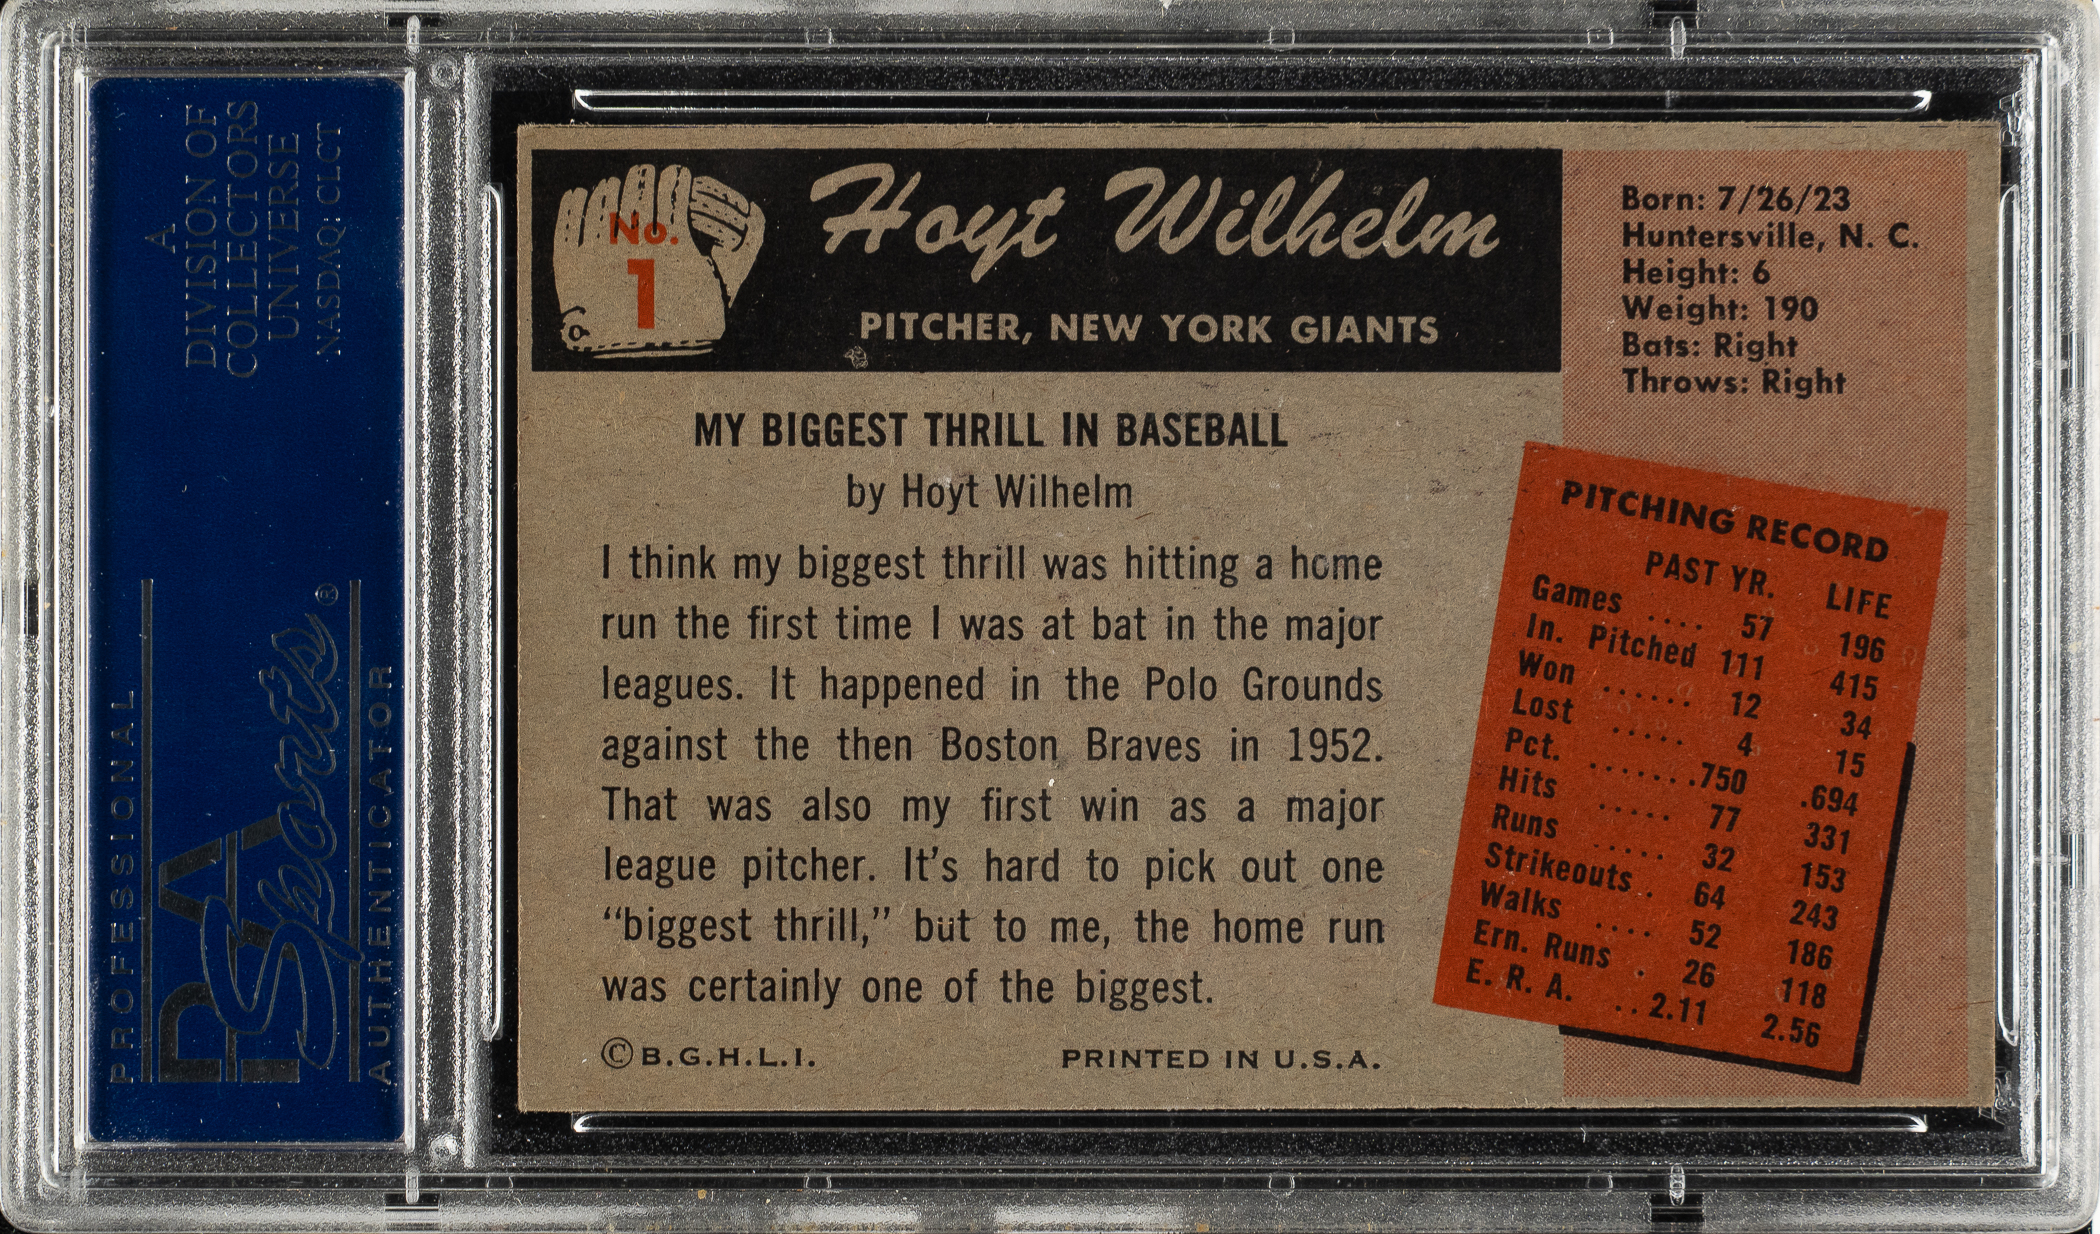 A
DIVISION OF
COLLECTORS
UNIVERSE
NASDAQ: CLCT
PROFESSIONAL
PSA
Sports®
AUTHENTICATOR
No.
1
Hoyt Wilhelm
PITCHER, NEW YORK GIANTS
MY BIGGEST THRILL IN BASEBALL
by Hoyt Wilhelm
I think my biggest thrill was hitting a home
run the first time I was at bat in the major
leagues. It happened in the Polo Grounds
against the then Boston Braves in 1952.
That was also my first win as a major
league pitcher. It's hard to pick out one
“biggest thrill,” but to me, the home run
was certainly one of the biggest.
© B.G.H.L.I. PRINTED IN U.S.A.
Born: 7/26/23
Huntersville, N. C.
Height: 6
Weight: 190
Bats: Right
Throws: Right
PITCHING RECORD
PAST YR. LIFE
Games .... 57 196
In. Pitched 111 415
Won ...... 12 34
Lost ..... 4 15
Pct. .......750 .694
Hits ..... 77 331
Runs ..... 32 153
Strikeouts . 64 243
Walks .... 52 186
Ern. Runs . 26 118
E. R. A. ..2.11 2.56